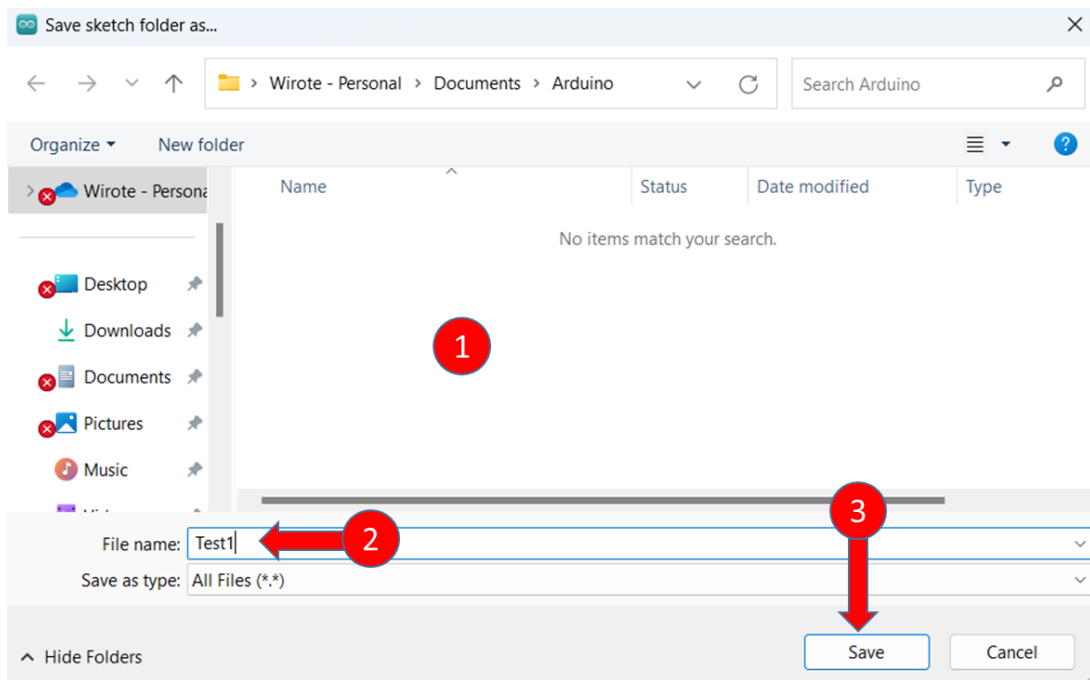 Save sketch folder as...
Wirote - Personal > Documents > Arduino
Search Arduino
Organize
New folder
Wirote - Persona
Name
Status
Date modified
Type
No items match your search.
Desktop
Downloads
Documents
Pictures
Music
1
2
3
File name: Test1
Save as type: All Files (*.*)
Hide Folders
Save
Cancel